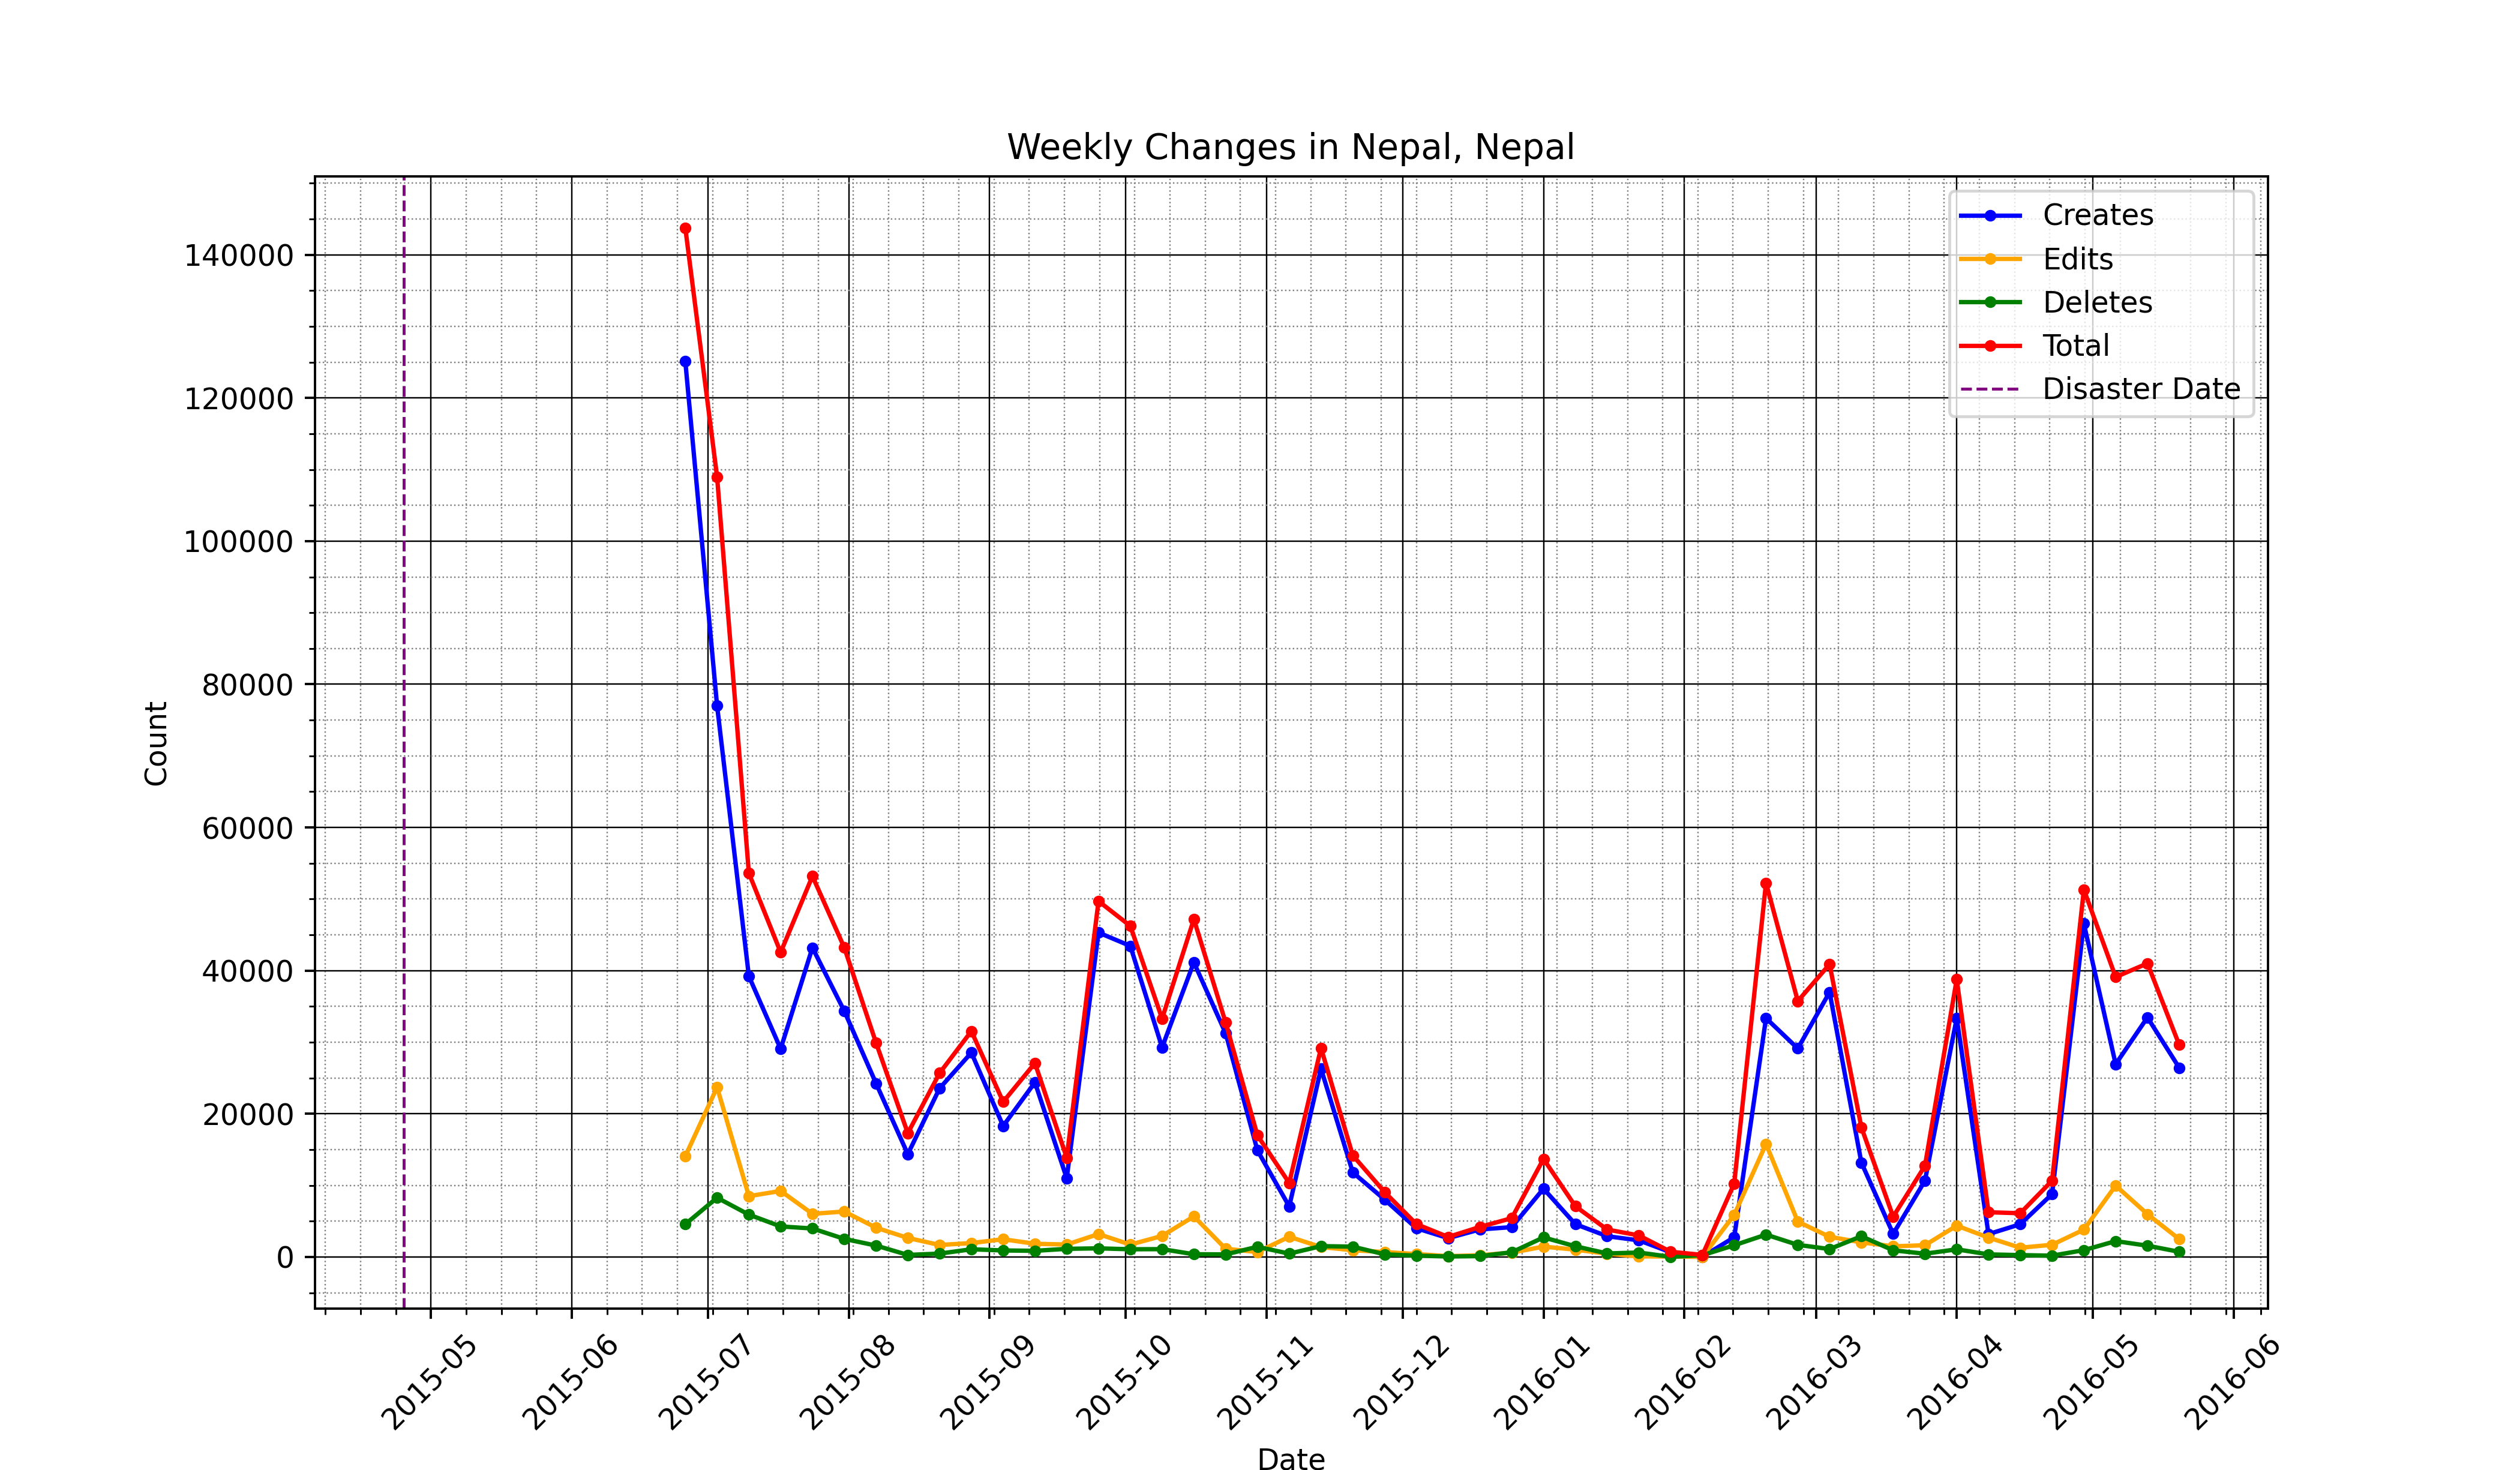 Weekly Changes in Nepal, Nepal
Creates
Edits
Deletes
Total
Disaster Date
140000
120000
100000
80000
60000
40000
20000
0
Count
2015-05
2015-06
2015-07
2015-08
2015-09
2015-10
2015-11
2015-12
2016-01
2016-02
2016-03
2016-04
2016-05
2016-06
Date